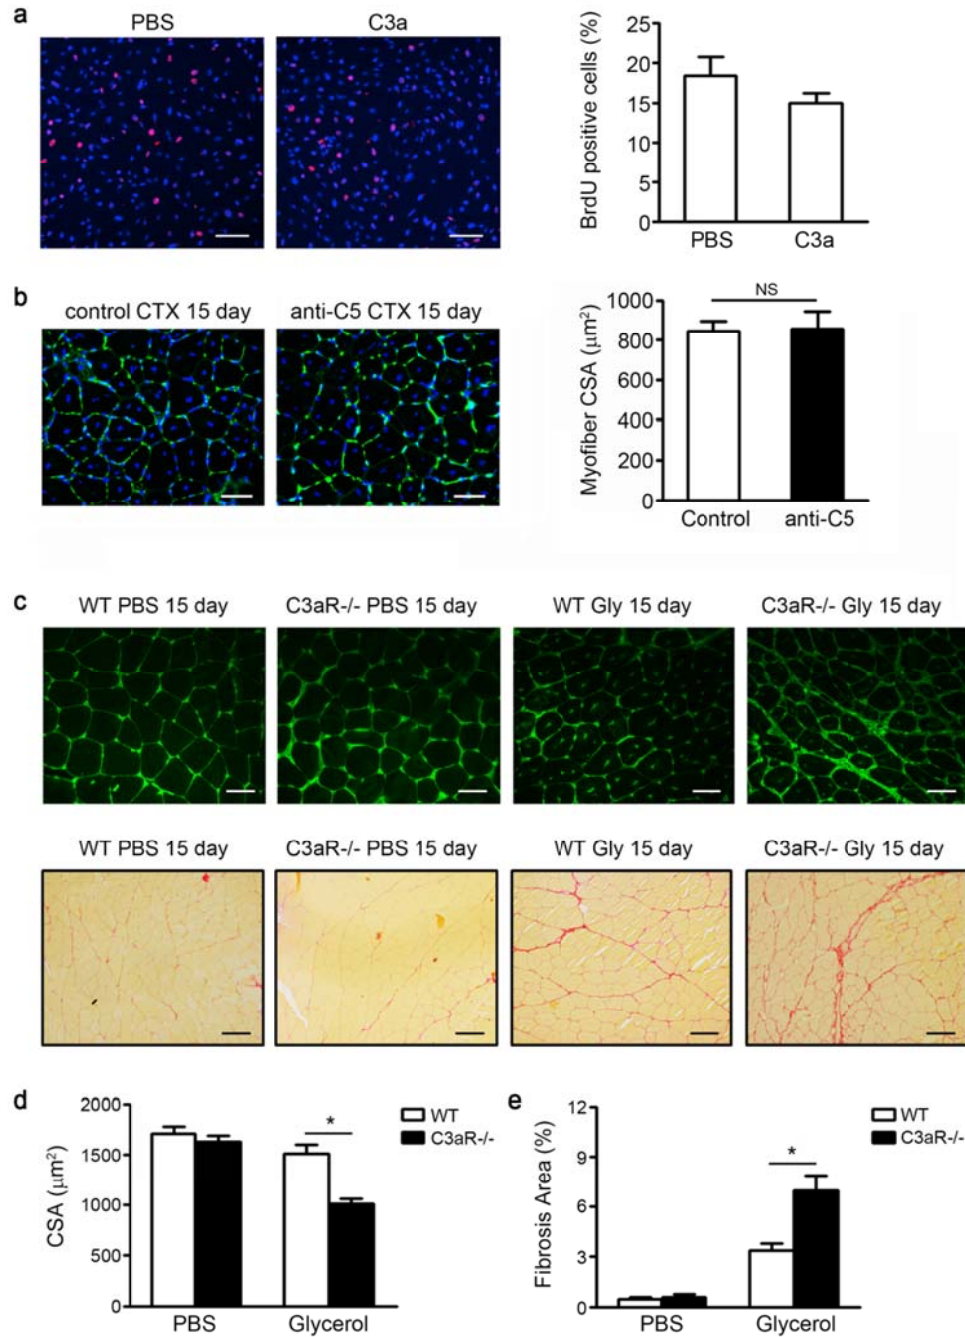 a
PBS
C3a
BrdU positive cells (%)
25
20
15
10
5
0
PBS
C3a
b
control CTX 15 day
anti-C5 CTX 15 day
Myofiber CSA (μm²)
1000
800
600
400
200
0
NS
Control
anti-C5
c
WT PBS 15 day
C3aR-/- PBS 15 day
WT Gly 15 day
C3aR-/- Gly 15 day
WT PBS 15 day
C3aR-/- PBS 15 day
WT Gly 15 day
C3aR-/- Gly 15 day
d
CSA (μm²)
2000
1500
1000
500
0
*
WT
C3aR-/-
PBS
Glycerol
e
Fibrosis Area (%)
12
9
6
3
0
*
WT
C3aR-/-
PBS
Glycerol